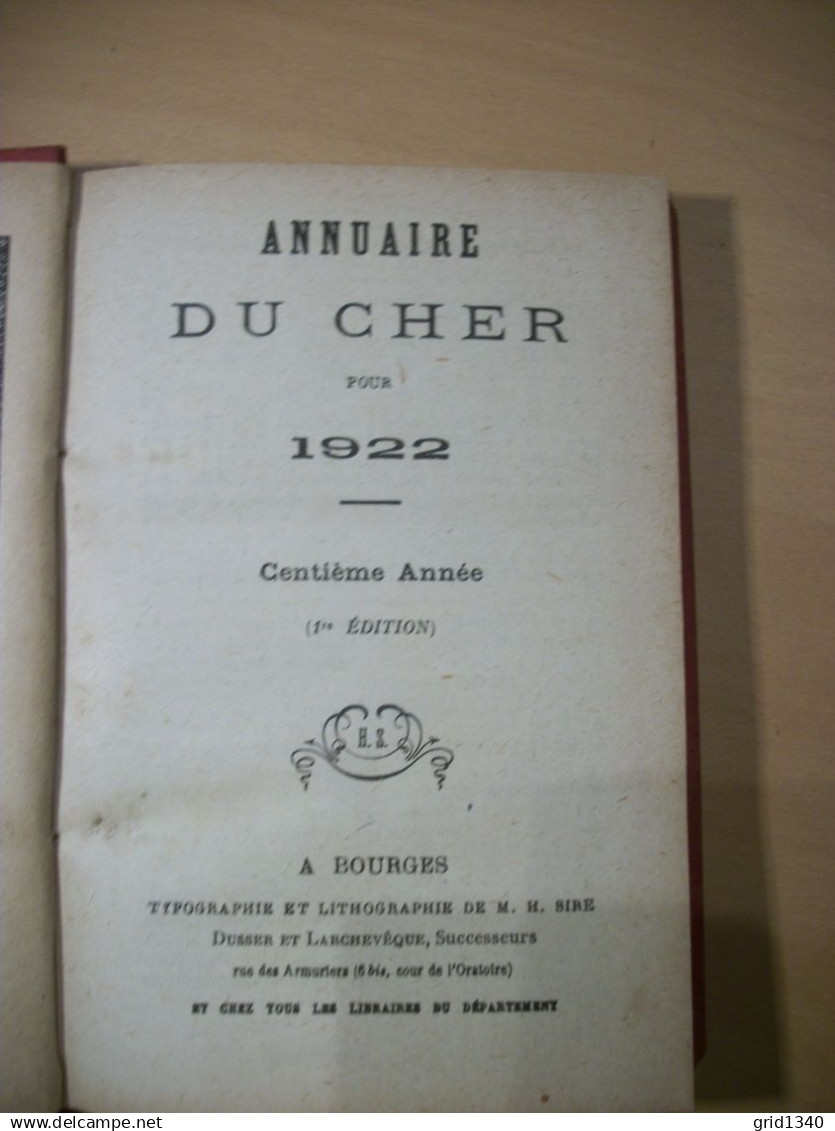 ANNUAIRE
DU CHER
POUR
1922
Centième Année
(1re ÉDITION)
H. S.
A BOURGES
TYPOGRAPHIE ET LITHOGRAPHIE DE M. H. SIRE
DUSSER ET LARCHEVÊQUE, Successeurs
rue des Armuriers (6 bis, cour de l'Oratoire)
ET CHEZ TOUS LES LIBRAIRES DU DÉPARTEMENT
delcampe.net
grid1340